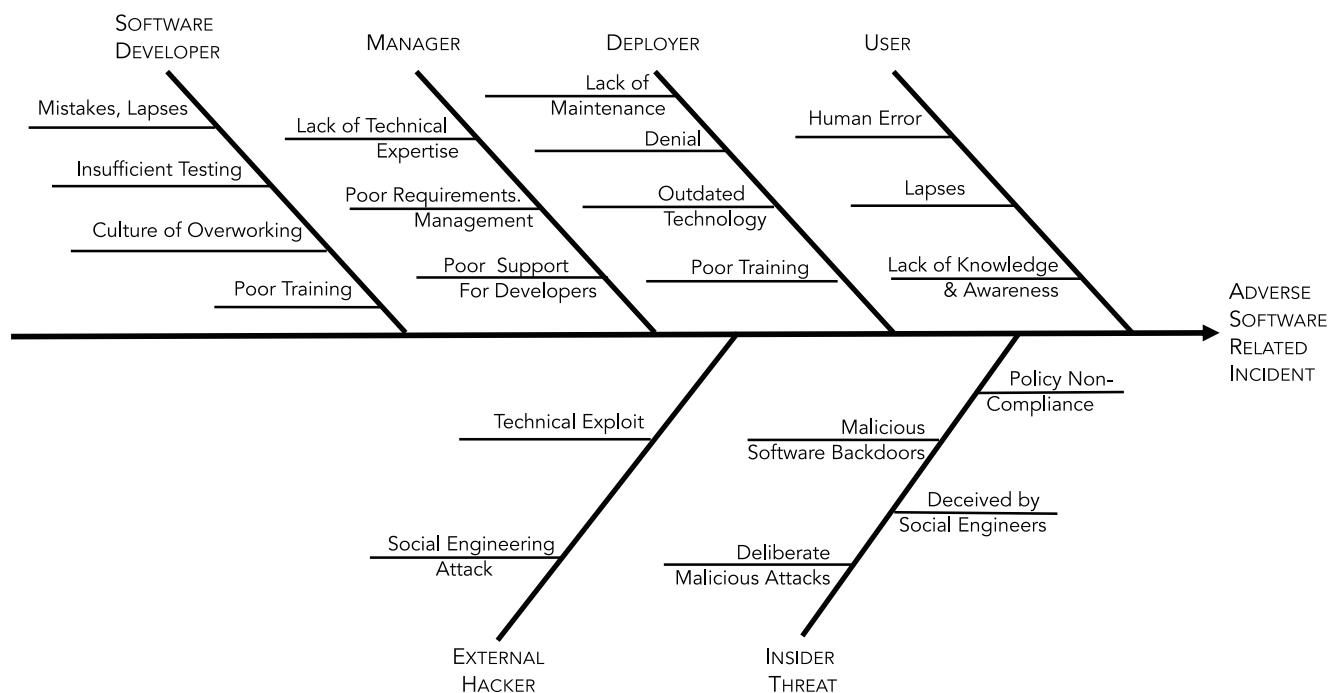 SOFTWARE
DEVELOPER
MANAGER
DEPLOYER
USER
Mistakes, Lapses
Insufficient Testing
Culture of Overworking
Poor Training
Lack of Technical
Expertise
Poor Requirements.
Management
Poor Support
For Developers
Lack of
Maintenance
Denial
Outdated
Technology
Poor Training
Human Error
Lapses
Lack of Knowledge
& Awareness
ADVERSE
SOFTWARE
RELATED
INCIDENT
Technical Exploit
Social Engineering
Attack
Policy Non-
Compliance
Malicious
Software Backdoors
Deceived by
Social Engineers
Deliberate
Malicious Attacks
EXTERNAL
HACKER
INSIDER
THREAT